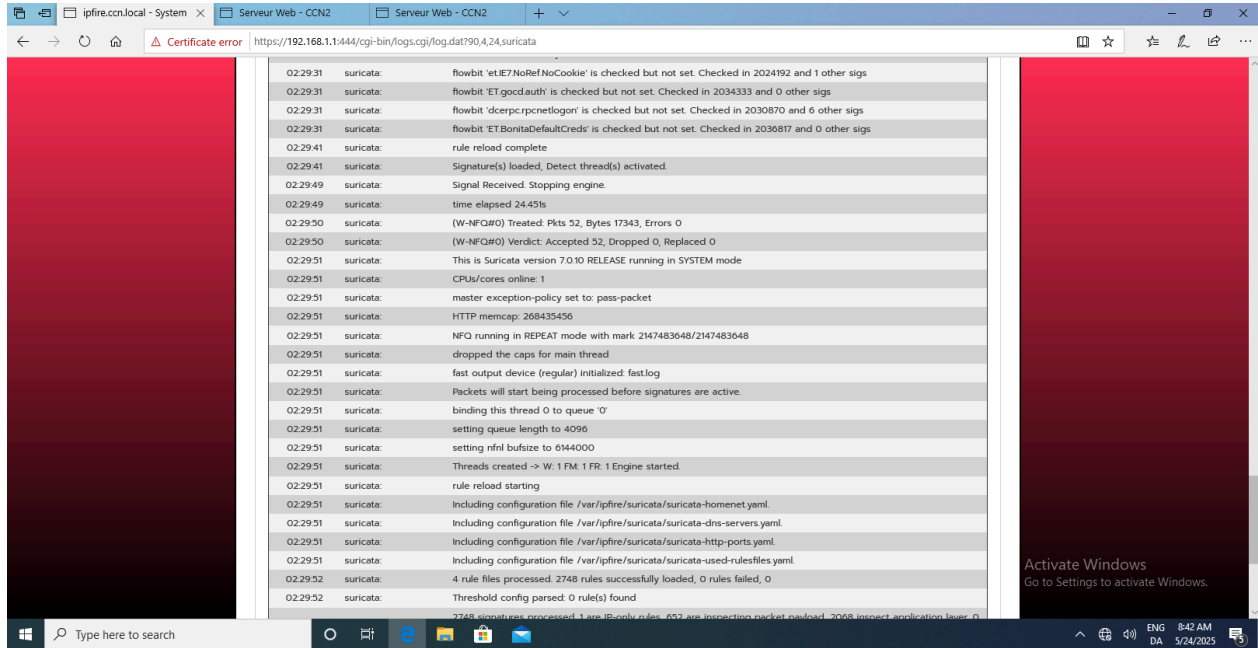 ipfire.ccn.local - System
Serveur Web - CCN2
Serveur Web - CCN2
Certificate error https://192.168.1.1:444/cgi-bin/logs.cgi/log.dat?90,4,24,suricata
02:29:31 suricata: flowbit 'et.IE7.NoRef.NoCookie' is checked but not set. Checked in 2024192 and 1 other sigs
02:29:31 suricata: flowbit 'ET.gocd.auth' is checked but not set. Checked in 2034333 and 0 other sigs
02:29:31 suricata: flowbit 'dcerpc.rpcnetlogon' is checked but not set. Checked in 2030870 and 6 other sigs
02:29:31 suricata: flowbit 'ET.BonitaDefaultCreds' is checked but not set. Checked in 2036817 and 0 other sigs
02:29:41 suricata: rule reload complete
02:29:41 suricata: Signature(s) loaded, Detect thread(s) activated.
02:29:49 suricata: Signal Received. Stopping engine.
02:29:49 suricata: time elapsed 24.451s
02:29:50 suricata: (W-NFQ#0) Treated: Pkts 52, Bytes 17343, Errors 0
02:29:50 suricata: (W-NFQ#0) Verdict: Accepted 52, Dropped 0, Replaced 0
02:29:51 suricata: This is Suricata version 7.0.10 RELEASE running in SYSTEM mode
02:29:51 suricata: CPUs/cores online: 1
02:29:51 suricata: master exception-policy set to: pass-packet
02:29:51 suricata: HTTP memcap: 268435456
02:29:51 suricata: NFQ running in REPEAT mode with mark 2147483648/2147483648
02:29:51 suricata: dropped the caps for main thread
02:29:51 suricata: fast output device (regular) initialized: fast.log
02:29:51 suricata: Packets will start being processed before signatures are active.
02:29:51 suricata: binding this thread 0 to queue '0'
02:29:51 suricata: setting queue length to 4096
02:29:51 suricata: setting nfnl bufsize to 6144000
02:29:51 suricata: Threads created -> W: 1 FM: 1 FR: 1 Engine started.
02:29:51 suricata: rule reload starting
02:29:51 suricata: Including configuration file /var/ipfire/suricata/suricata-homenet.yaml.
02:29:51 suricata: Including configuration file /var/ipfire/suricata/suricata-dns-servers.yaml.
02:29:51 suricata: Including configuration file /var/ipfire/suricata/suricata-http-ports.yaml.
02:29:51 suricata: Including configuration file /var/ipfire/suricata/suricata-used-rulesfiles.yaml.
02:29:52 suricata: 4 rule files processed. 2748 rules successfully loaded, 0 rules failed, 0
02:29:52 suricata: Threshold config parsed: 0 rule(s) found
2748 signatures processed. 1 are IP-only rules, 652 are inspecting packet payload, 2068 inspect application layer, 0
Activate Windows
Go to Settings to activate Windows.
Type here to search
ENG 8:42 AM
DA 5/24/2025
5